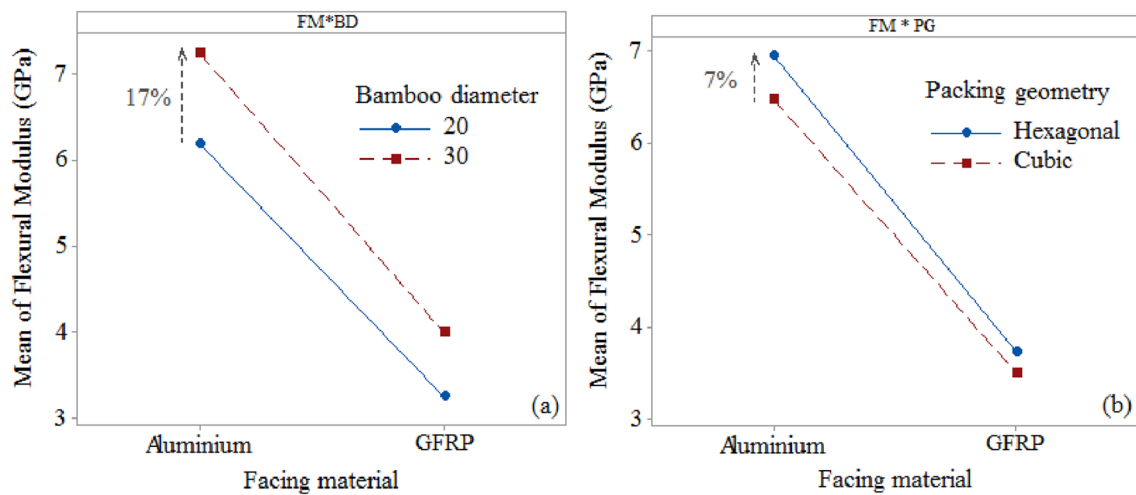 FM*BD
Mean of Flexural Modulus (GPa)
7
6
5
4
3
17%
Bamboo diameter
20
30
(a)
Aluminium
GFRP
Facing material
FM * PG
Mean of Flexural Modulus (GPa)
7
6
5
4
3
7%
Packing geometry
Hexagonal
Cubic
(b)
Aluminium
GFRP
Facing material